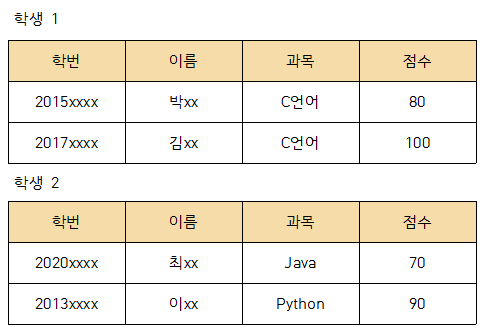 학생 1
학번 이름 과목 점수
2015xxxx 박xx C언어 80
2017xxxx 김xx C언어 100
학생 2
학번 이름 과목 점수
2020xxxx 최xx Java 70
2013xxxx 이xx Python 90